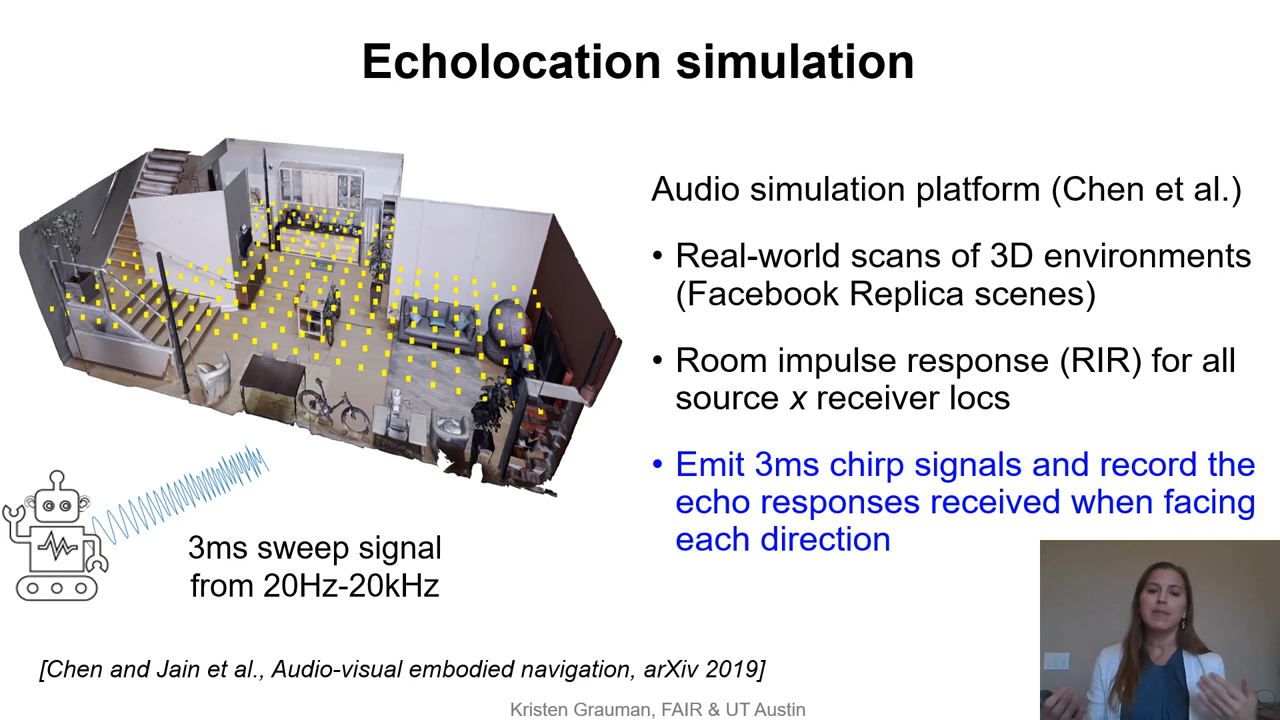 Echolocation simulation
Audio simulation platform (Chen et al.)
• Real-world scans of 3D environments
(Facebook Replica scenes)
• Room impulse response (RIR) for all
source x receiver locs
• Emit 3ms chirp signals and record the
echo responses received when facing
each direction
3ms sweep signal
from 20Hz-20kHz
[Chen and Jain et al., Audio-visual embodied navigation, arXiv 2019]
Kristen Grauman, FAIR & UT Austin